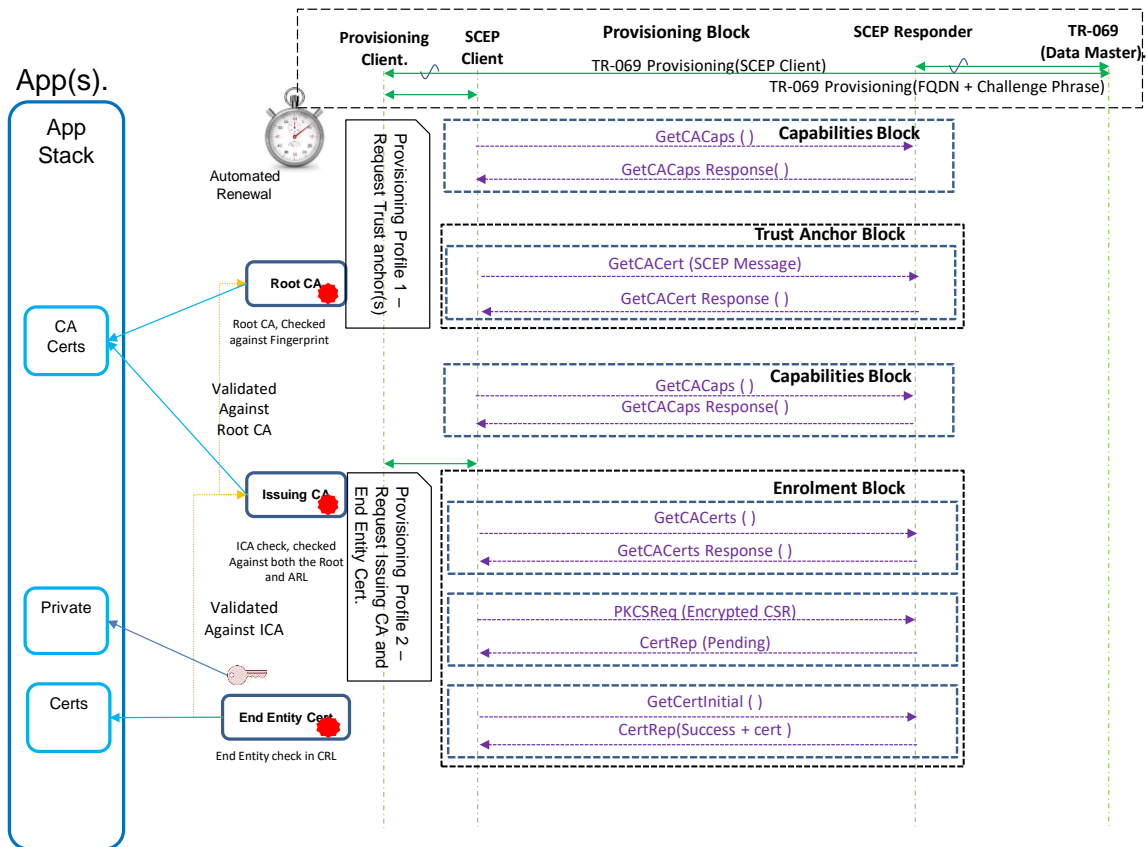 Provisioning
Client.
SCEP
Client
Provisioning Block
SCEP Responder
TR-069
(Data Master).
TR-069 Provisioning(SCEP Client)
TR-069 Provisioning(FQDN + Challenge Phrase)
App(s).
App
Stack
Automated
Renewal
Provisioning Profile 1 –
Request Trust anchor(s)
Capabilities Block
GetCACaps ( )
GetCACaps Response( )
Trust Anchor Block
GetCACert (SCEP Message)
GetCACert Response ( )
Root CA
Root CA, Checked
against Fingerprint
CA
Certs
Validated
Against
Root CA
Capabilities Block
GetCACaps ( )
GetCACaps Response( )
Issuing CA
ICA check, checked
Against both the Root
and ARL
Provisioning Profile 2 –
Request Issuing CA and
End Entity Cert.
Enrolment Block
GetCACerts ( )
GetCACerts Response ( )
Private
Validated
Against ICA
PKCSReq (Encrypted CSR)
CertRep (Pending)
Certs
End Entity Cert
End Entity check in CRL
GetCertInitial ( )
CertRep(Success + cert )